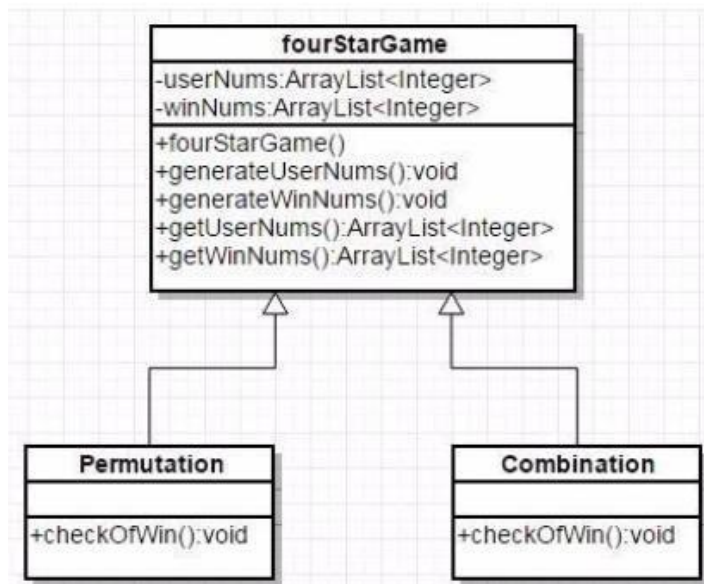 fourStarGame
-userNums:ArrayList<Integer>
-winNums:ArrayList<Integer>
+fourStarGame()
+generateUserNums():void
+generateWinNums():void
+getUserNums():ArrayList<Integer>
+getWinNums():ArrayList<Integer>
Permutation
+checkOfWin():void
Combination
+checkOfWin():void